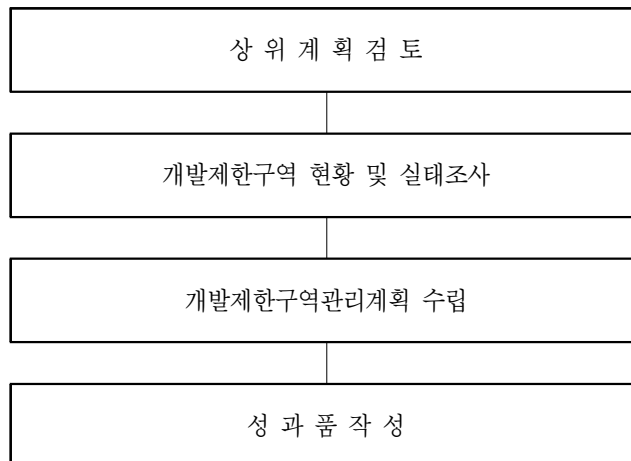 상 위 계 획 검 토
개발제한구역 현황 및 실태조사
개발제한구역관리계획 수립
성 과 품 작 성